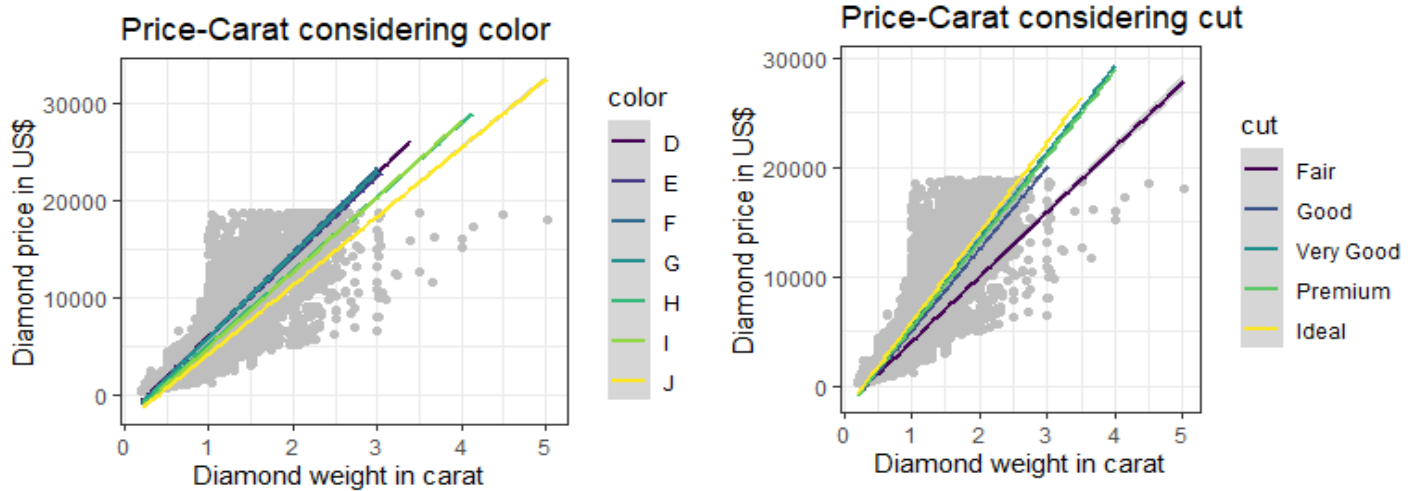 Price-Carat considering color
30000
20000
10000
0
Diamond price in US$
0 1 2 3 4 5
Diamond weight in carat
color
D
E
F
G
H
I
J
Price-Carat considering cut
30000
20000
10000
0
Diamond price in US$
0 1 2 3 4 5
Diamond weight in carat
cut
Fair
Good
Very Good
Premium
Ideal